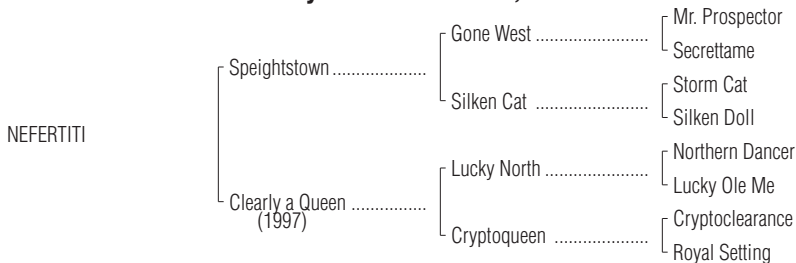 Mr. Prospector
Gone West ........................
Secrettame
Speightstown ....................
Storm Cat
Silken Cat ........................
Silken Doll
NEFERTITI
Northern Dancer
Lucky North ......................
Lucky Ole Me
Clearly a Queen ................
(1997)
Cryptoclearance
Cryptoqueen ....................
Royal Setting